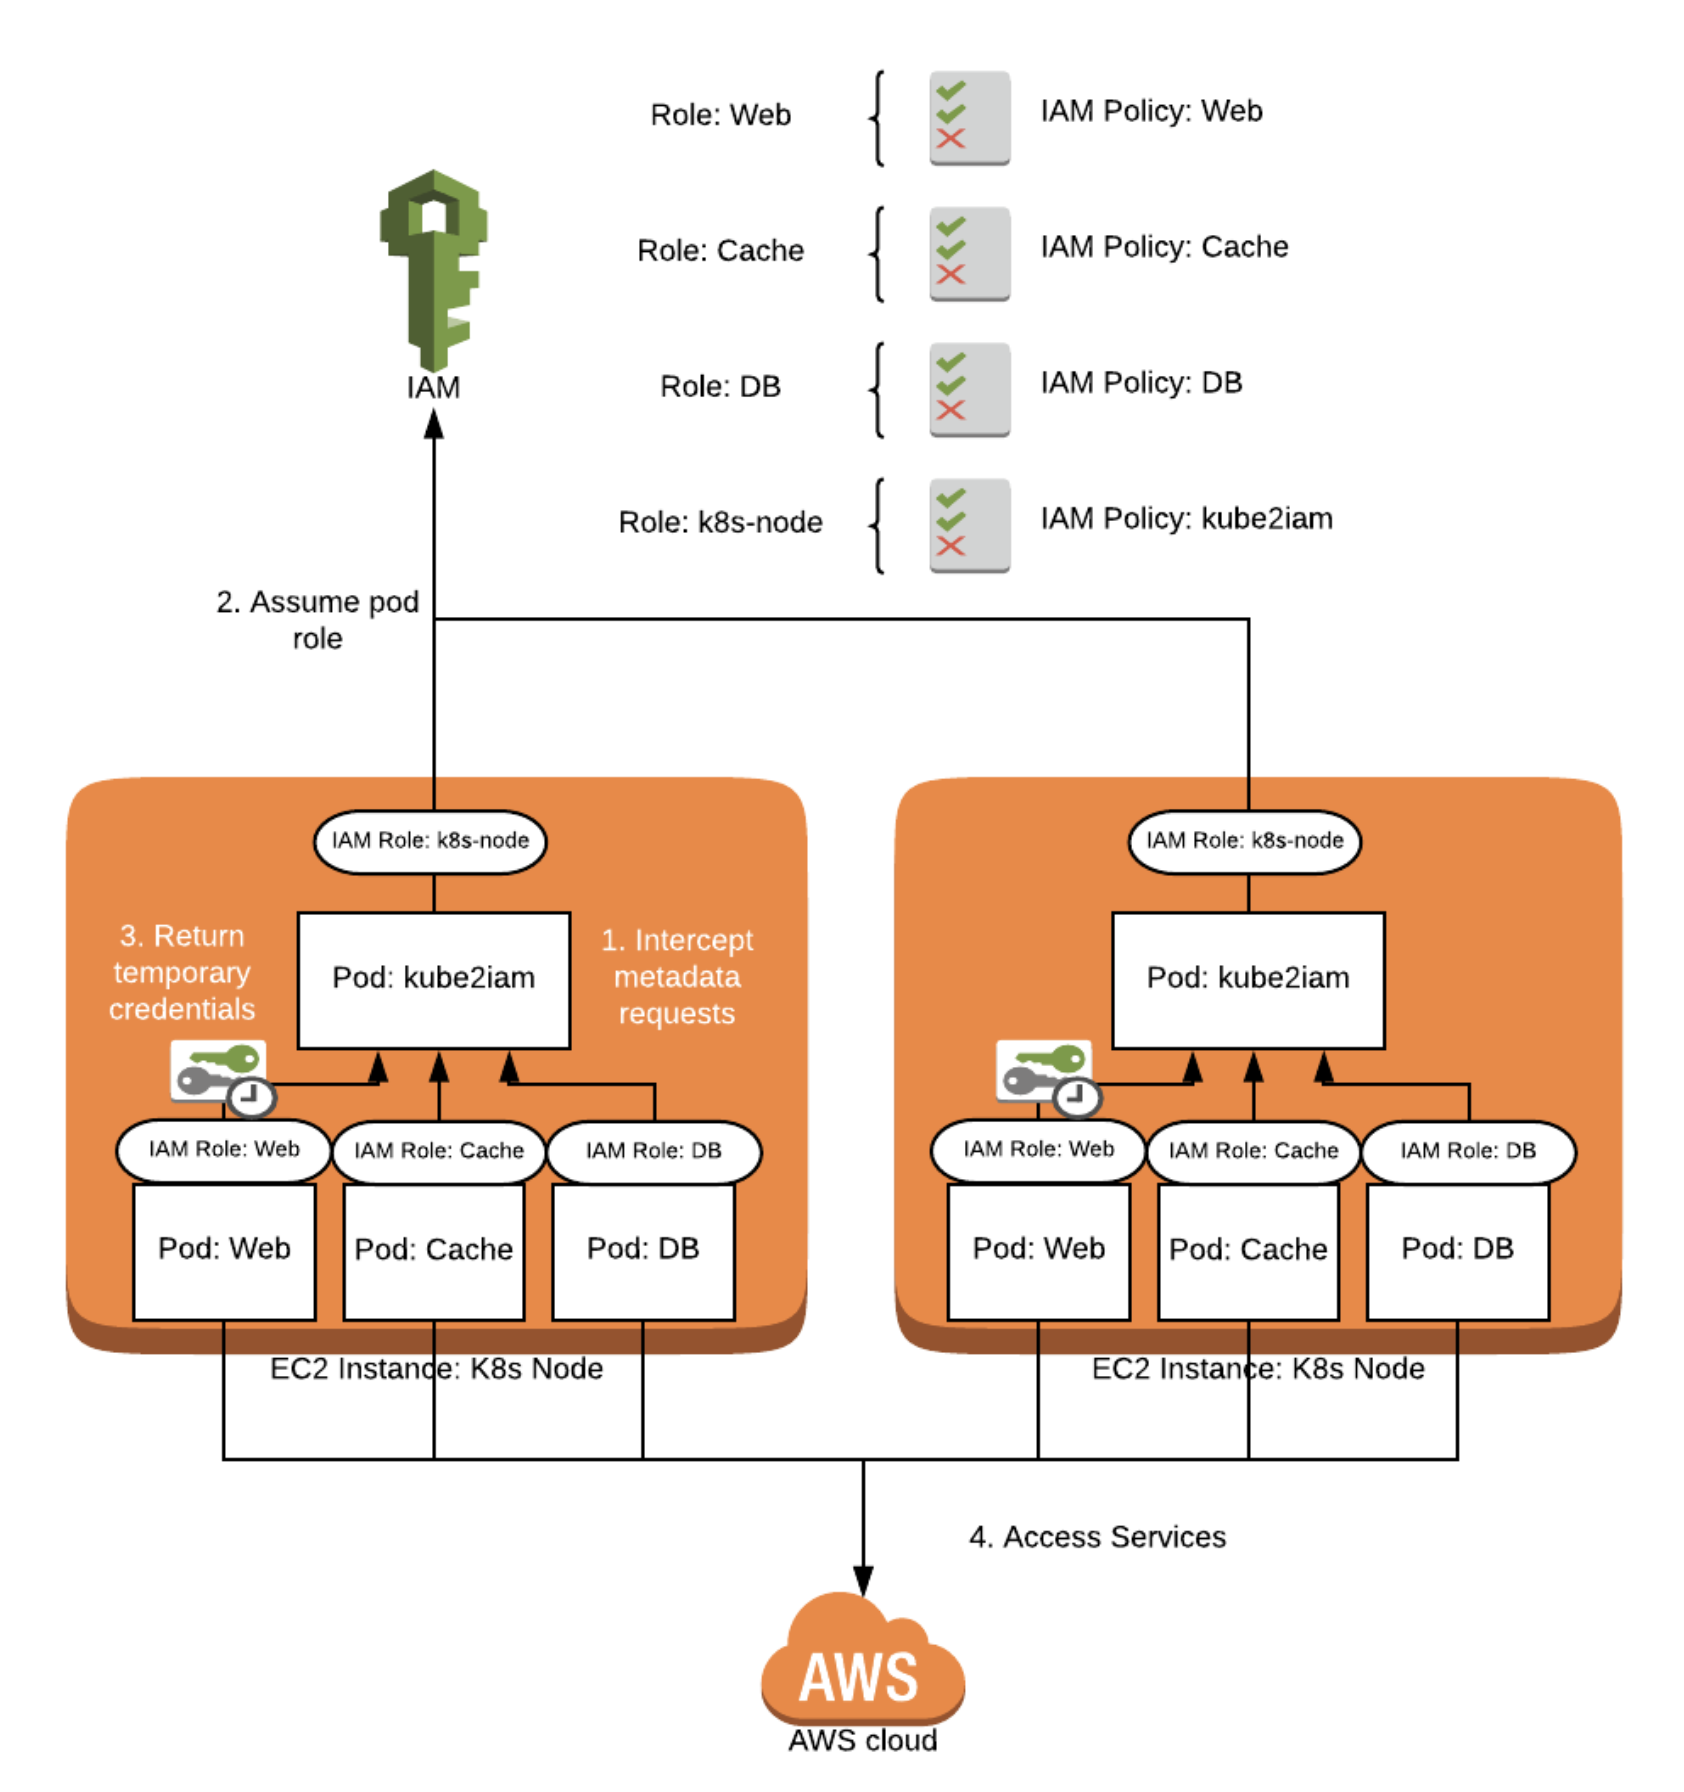 Role: Web
IAM Policy: Web
Role: Cache
IAM Policy: Cache
IAM
Role: DB
IAM Policy: DB
Role: k8s-node
IAM Policy: kube2iam
2. Assume pod
role
IAM Role: k8s-node
3. Return
temporary
credentials
Pod: kube2iam
1. Intercept
metadata
requests
IAM Role: Web
IAM Role: Cache
IAM Role: DB
Pod: Web
Pod: Cache
Pod: DB
EC2 Instance: K8s Node
IAM Role: k8s-node
Pod: kube2iam
IAM Role: Web
IAM Role: Cache
IAM Role: DB
Pod: Web
Pod: Cache
Pod: DB
EC2 Instance: K8s Node
4. Access Services
AWS
AWS cloud